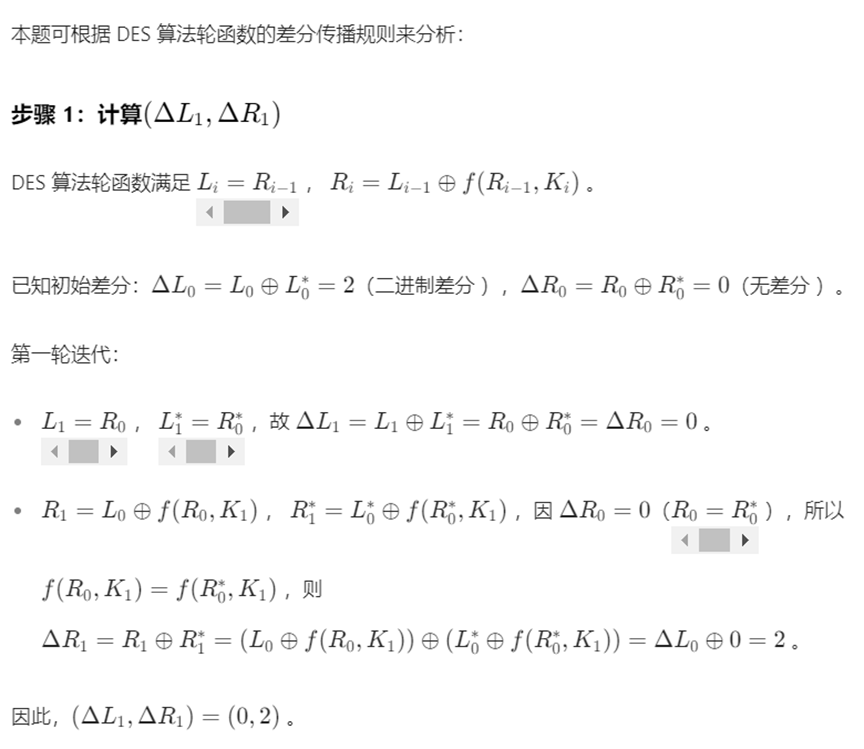 本题可根据 DES 算法轮函数的差分传播规则来分析：
步骤 1：计算$(\Delta L_1, \Delta R_1)$
DES 算法轮函数满足 $L_i = R_{i-1}$ ， $R_i = L_{i-1} \oplus f(R_{i-1}, K_i)$ 。
已知初始差分：$\Delta L_0 = L_0 \oplus L_0^* = 2$（二进制差分），$\Delta R_0 = R_0 \oplus R_0^* = 0$（无差分）。
第一轮迭代：
• $L_1 = R_0$ ， $L_1^* = R_0^*$ ，故 $\Delta L_1 = L_1 \oplus L_1^* = R_0 \oplus R_0^* = \Delta R_0 = 0$ 。
• $R_1 = L_0 \oplus f(R_0, K_1)$ ， $R_1^* = L_0^* \oplus f(R_0^*, K_1)$ ，因 $\Delta R_0 = 0$（$R_0 = R_0^*$ ），所以
$f(R_0, K_1) = f(R_0^*, K_1)$ ，则
$\Delta R_1 = R_1 \oplus R_1^* = (L_0 \oplus f(R_0, K_1)) \oplus (L_0^* \oplus f(R_0^*, K_1)) = \Delta L_0 \oplus 0 = 2$ 。
因此，$(\Delta L_1, \Delta R_1) = (0, 2)$ 。